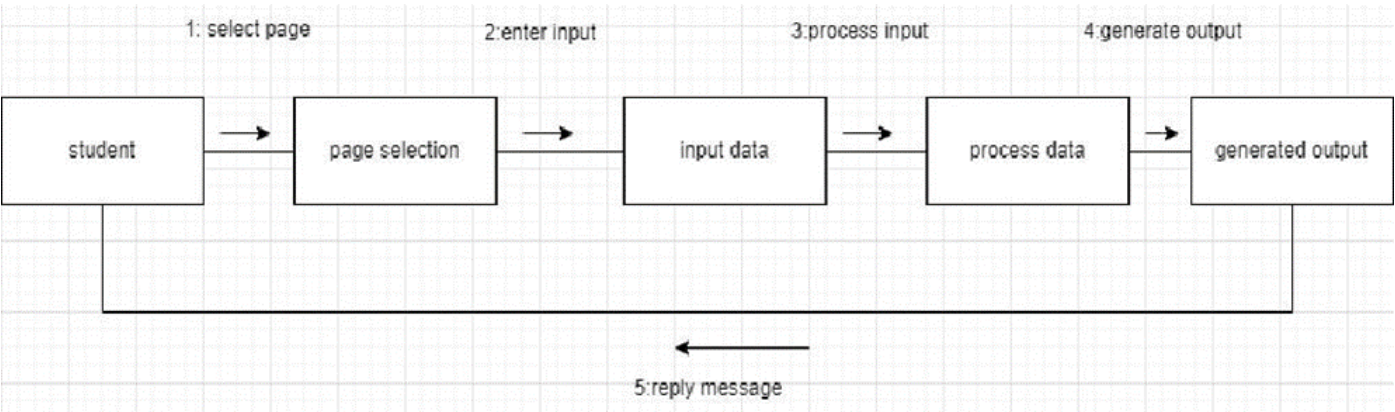 1: select page
2:enter input
3:process input
4:generate output
student
page selection
input data
process data
generated output
5:reply message